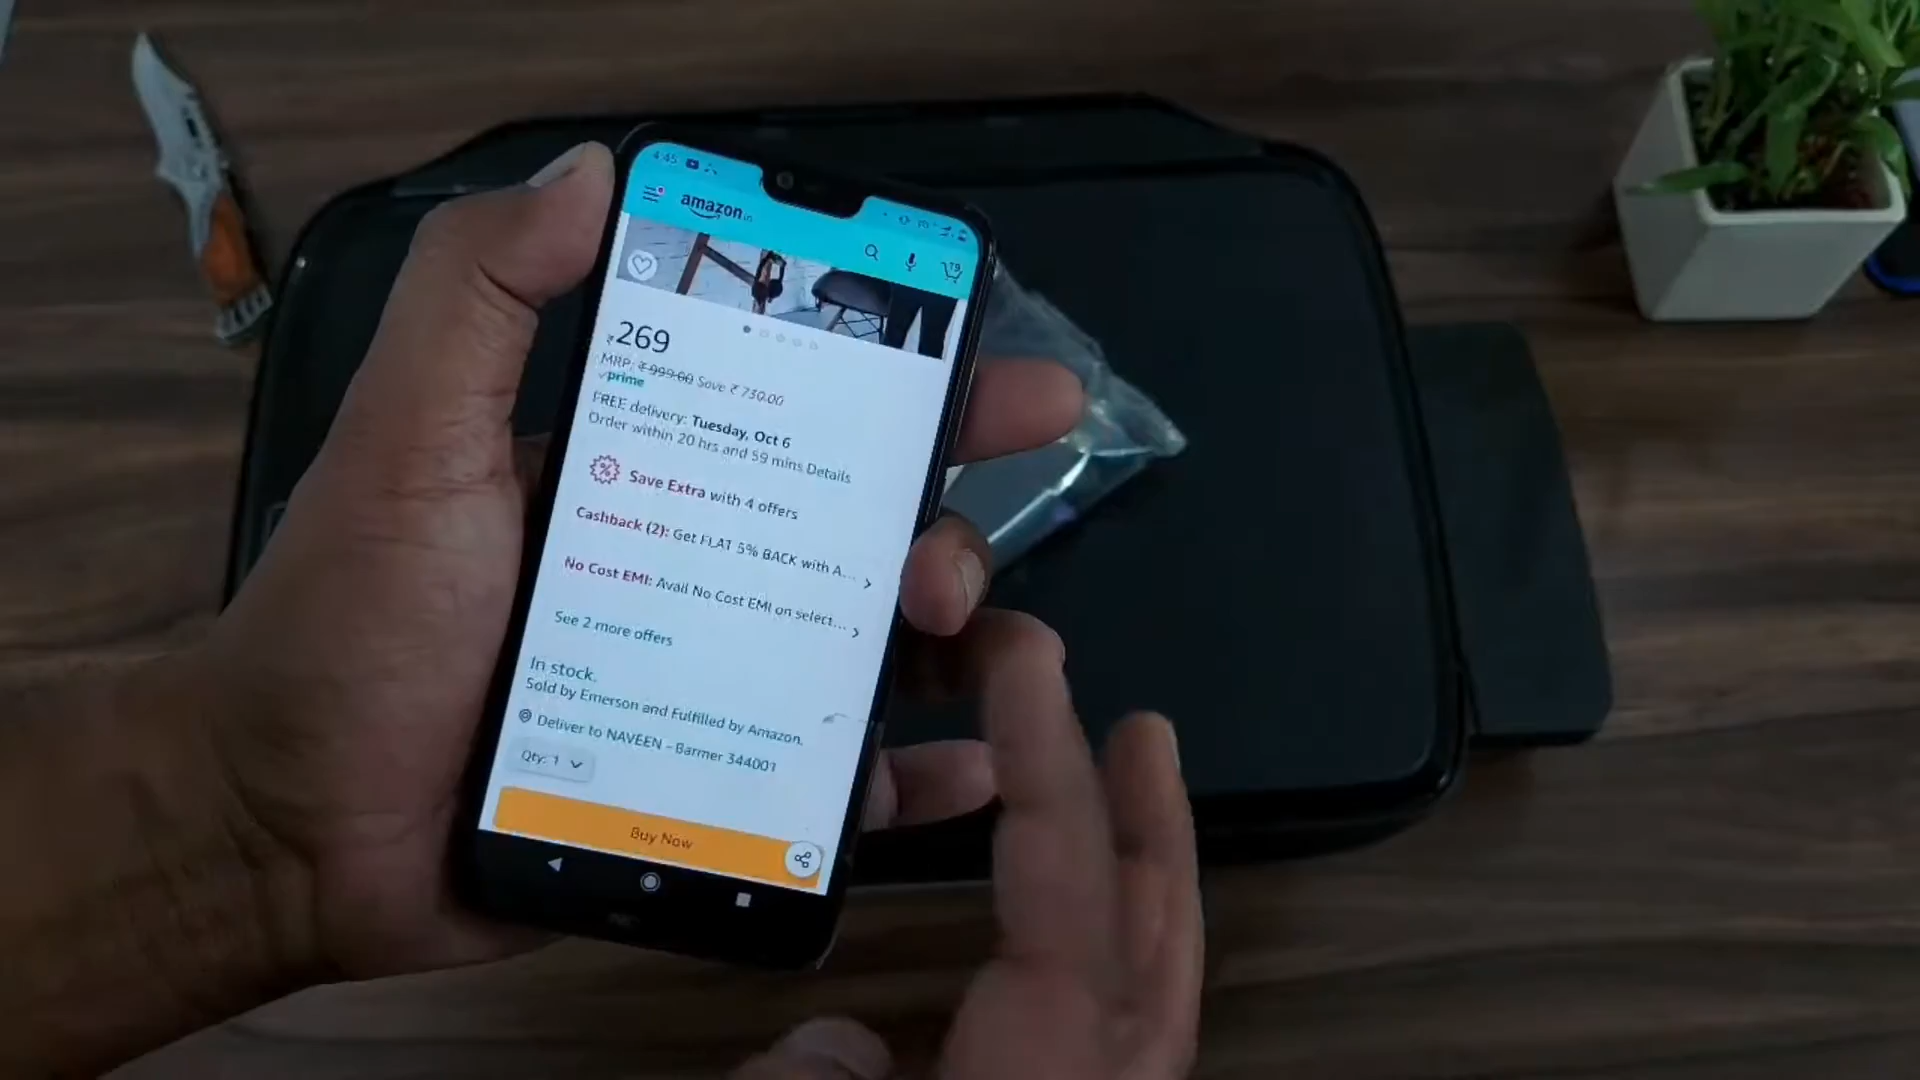 4:45
amazon.in
19
₹269
MRP: ₹ 999.00 Save ₹ 730.00
prime
FREE delivery: Tuesday, Oct 6
Order within 20 hrs and 59 mins Details
Save Extra with 4 offers
Cashback (2): Get FLAT 5% BACK with A...
No Cost EMI: Avail No Cost EMI on select...
See 2 more offers
In stock.
Sold by Emerson and Fulfilled by Amazon.
Deliver to NAVEEN - Barmer 344001
Qty: 1
Buy Now